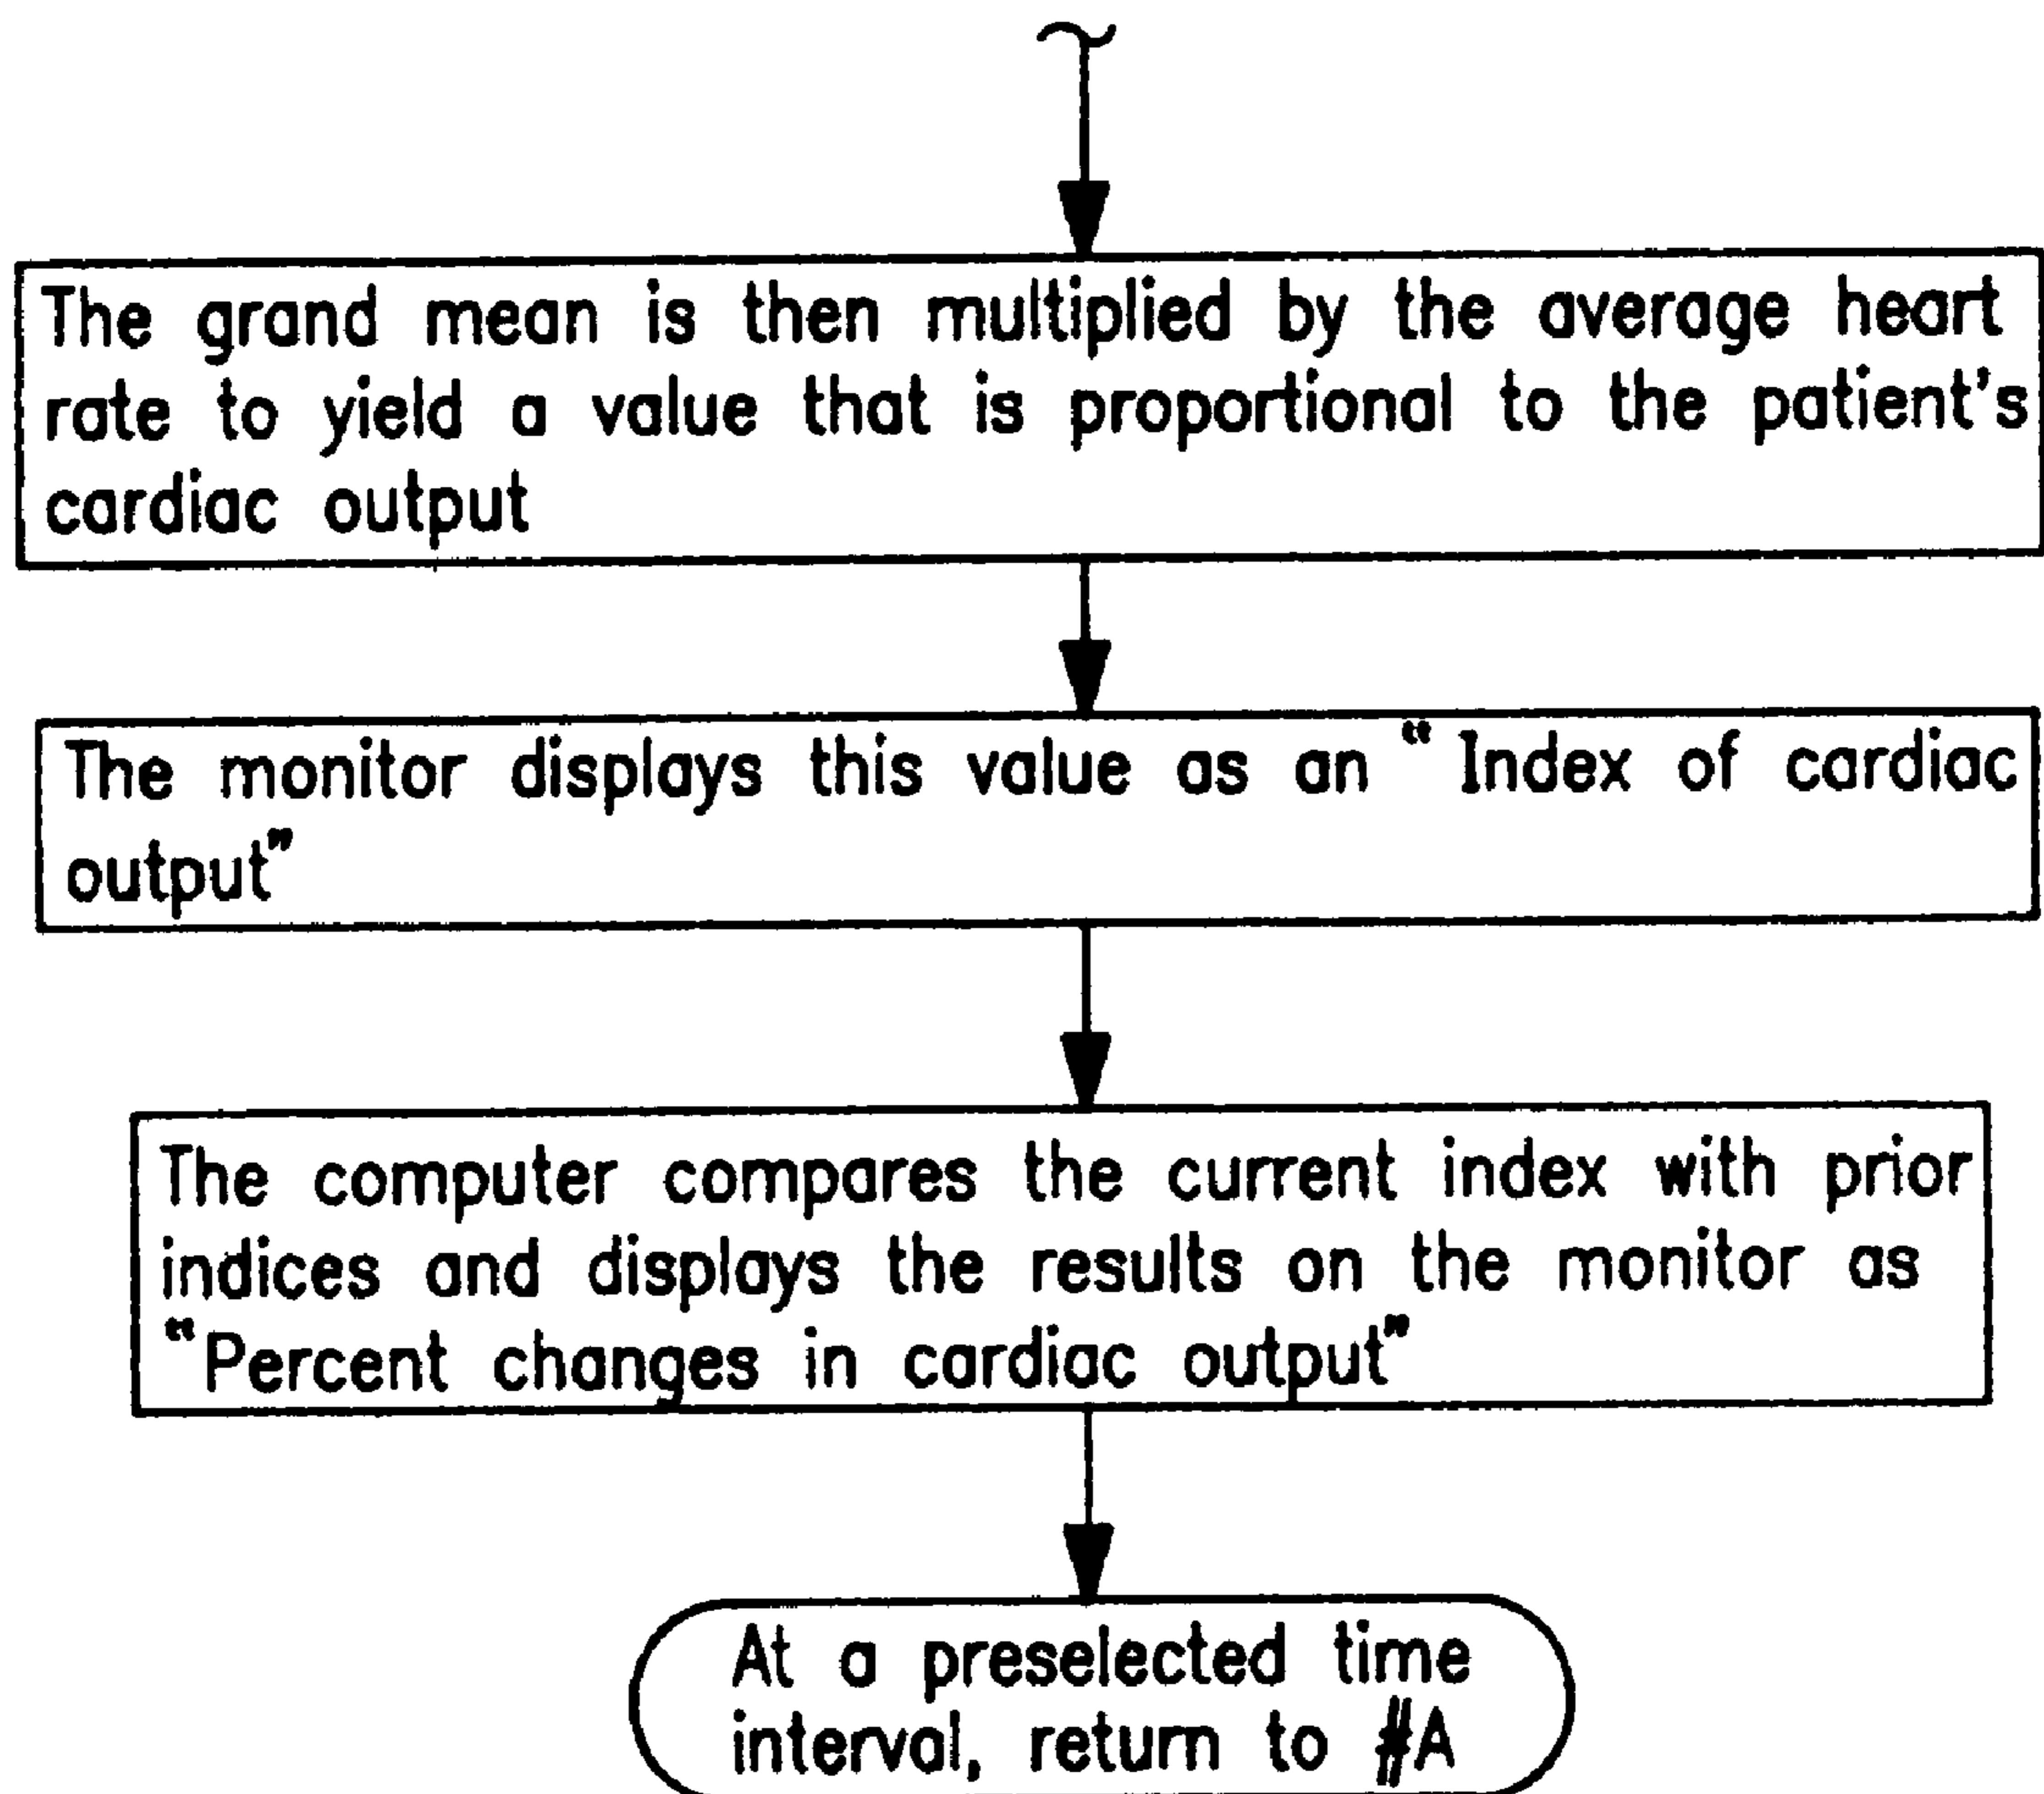 The grand mean is then multiplied by the average heart
rate to yield a value that is proportional to the patient's
cardiac output
The monitor displays this value as an “ Index of cardiac
output”
The computer compares the current index with prior
indices and displays the results on the monitor as
“Percent changes in cardiac output”
At a preselected time
interval, return to #A